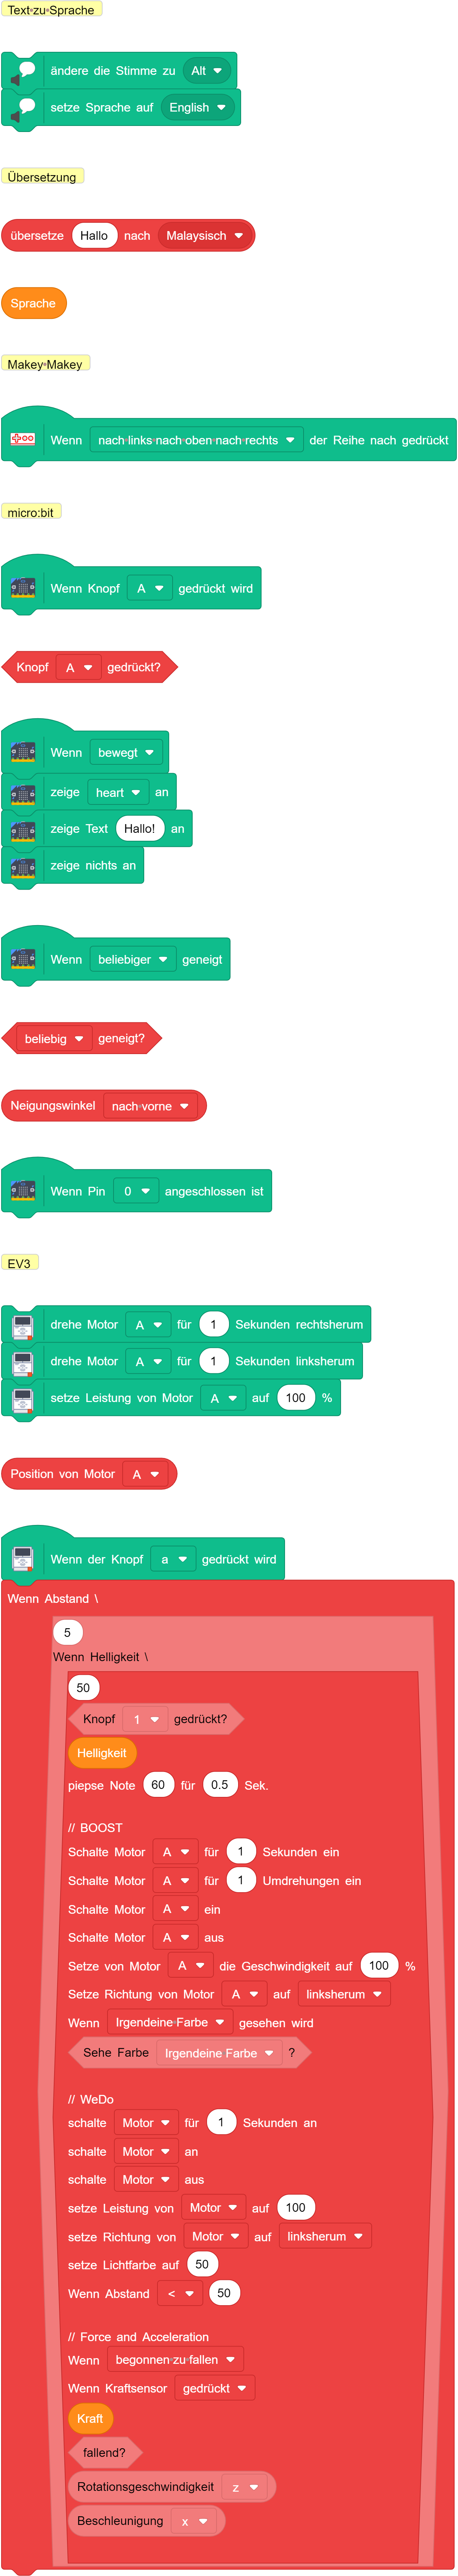 Text zu Sprache
ändere die Stimme zu Alt
setze Sprache auf English
Übersetzung
übersetze Hallo nach Malaysisch
Sprache
Makey Makey
Wenn nach links nach oben nach rechts der Reihe nach gedrückt
micro:bit
Wenn Knopf A gedrückt wird
Knopf A gedrückt?
Wenn bewegt
zeige heart an
zeige Text Hallo! an
zeige nichts an
Wenn beliebiger geneigt
beliebig geneigt?
Neigungswinkel nach vorne
Wenn Pin 0 angeschlossen ist
EV3
drehe Motor A für 1 Sekunden rechtsherum
drehe Motor A für 1 Sekunden linksherum
setze Leistung von Motor A auf 100 %
Position von Motor A
Wenn der Knopf a gedrückt wird
Wenn Abstand \
5
Wenn Helligkeit \
50
Knopf 1 gedrückt?
Helligkeit
piepse Note 60 für 0.5 Sek.
// BOOST
Schalte Motor A für 1 Sekunden ein
Schalte Motor A für 1 Umdrehungen ein
Schalte Motor A ein
Schalte Motor A aus
Setze von Motor A die Geschwindigkeit auf 100 %
Setze Richtung von Motor A auf linksherum
Wenn Irgendeine Farbe gesehen wird
Sehe Farbe Irgendeine Farbe ?
// WeDo
schalte Motor für 1 Sekunden an
schalte Motor an
schalte Motor aus
setze Leistung von Motor auf 100
setze Richtung von Motor auf linksherum
setze Lichtfarbe auf 50
Wenn Abstand < 50
// Force and Acceleration
Wenn begonnen zu fallen
Wenn Kraftsensor gedrückt
Kraft
fallend?
Rotationsgeschwindigkeit z
Beschleunigung x